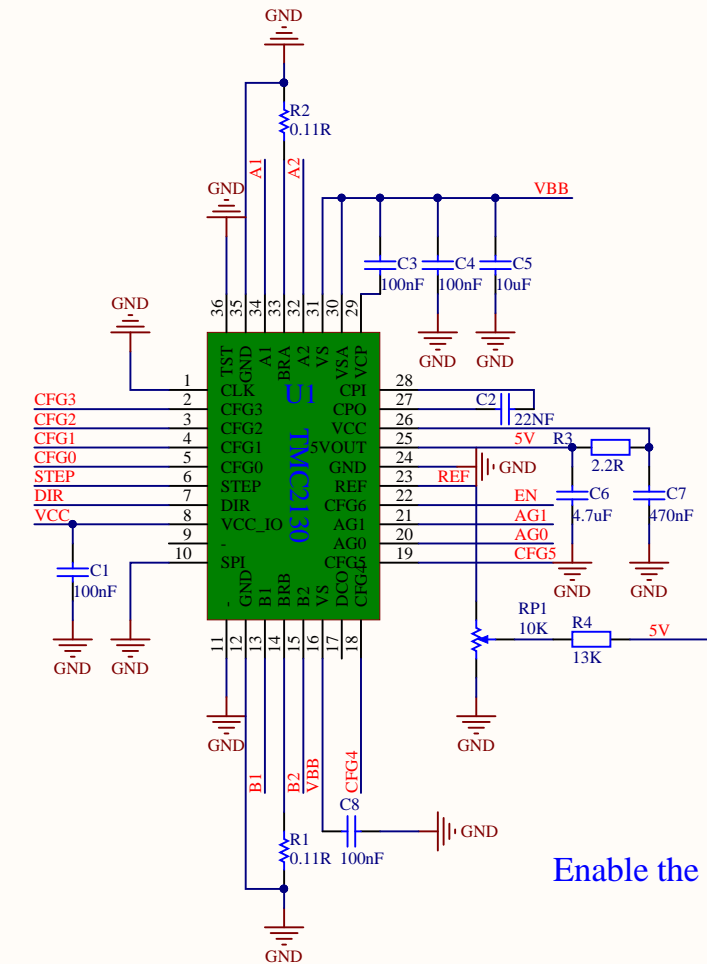 GND
R2
0.11R
A1
A2
GND
VBB
C3
100nF
C4
100nF
C5
10uF
36
35
34
33
32
31
30
29
GND
GND
GND
TST
GND
A1
BRA
A2
VS
VSA
VCP
U1
TMC2130
1
CLK
CPI
28
CFG3
2
CFG3
CPO
27
C2
22NF
CFG2
3
CFG2
VCC
26
CFG1
4
CFG1
5VOUT
25
5V
R3
2.2R
CFG0
5
CFG0
GND
24
GND
STEP
6
STEP
REF
23
REF
DIR
7
DIR
CFG6
22
EN
C6
4.7uF
C7
470nF
VCC
8
VCC_IO
AG1
21
AG1
9
-
AG0
20
AG0
10
SPI
CFG5
19
CFG5
C1
100nF
GND
GND
-
GND
B1
BRB
B2
VS
DCO
CFG4
11
12
13
14
15
16
17
18
GND
GND
RP1
10K
R4
13K
5V
GND
GND
GND
B1
B2
VBB
CFG4
R1
0.11R
C8
100nF
GND
Enable the
GND